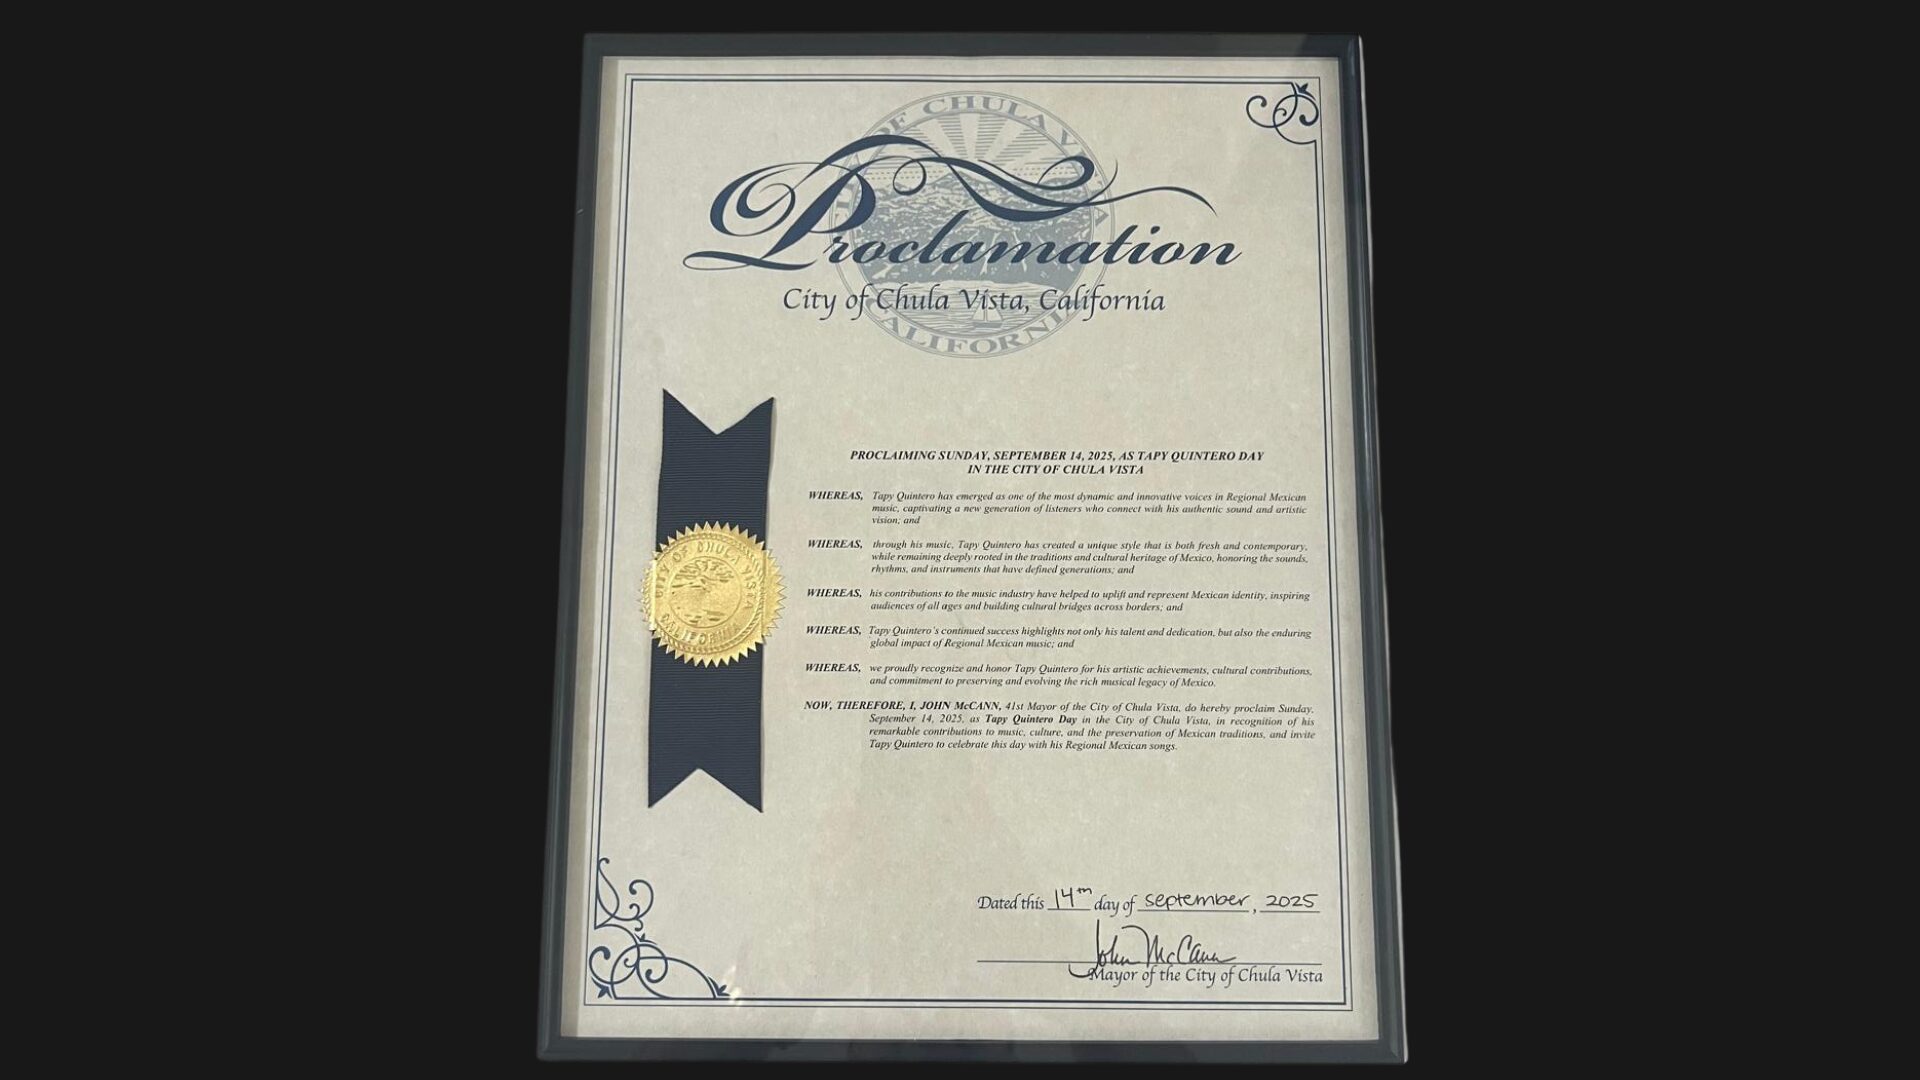 CITY OF CHULA VISTA
Proclamation
City of Chula Vista, California
CALIFORNIA
PROCLAIMING SUNDAY, SEPTEMBER 14, 2025, AS TAPY QUINTERO DAY
IN THE CITY OF CHULA VISTA
WHEREAS, Tapy Quintero has emerged as one of the most dynamic and innovative voices in Regional Mexican
music, captivating a new generation of listeners who connect with his authentic sound and artistic
vision; and
WHEREAS, through his music, Tapy Quintero has created a unique style that is both fresh and contemporary,
while remaining deeply rooted in the traditions and cultural heritage of Mexico, honoring the sounds,
rhythms, and instruments that have defined generations; and
WHEREAS, his contributions to the music industry have helped to uplift and represent Mexican identity, inspiring
audiences of all ages and building cultural bridges across borders; and
WHEREAS, Tapy Quintero's continued success highlights not only his talent and dedication, but also the enduring
global impact of Regional Mexican music; and
WHEREAS, we proudly recognize and honor Tapy Quintero for his artistic achievements, cultural contributions,
and commitment to preserving and evolving the rich musical legacy of Mexico.
NOW, THEREFORE, I, JOHN McCANN, 41st Mayor of the City of Chula Vista, do hereby proclaim Sunday,
September 14, 2025, as Tapy Quintero Day in the City of Chula Vista, in recognition of his
remarkable contributions to music, culture, and the preservation of Mexican traditions, and invite
Tapy Quintero to celebrate this day with his Regional Mexican songs.
CITY OF CHULA VISTA
CALIFORNIA
Dated this 14th day of September, 2025
John McCann
Mayor of the City of Chula Vista